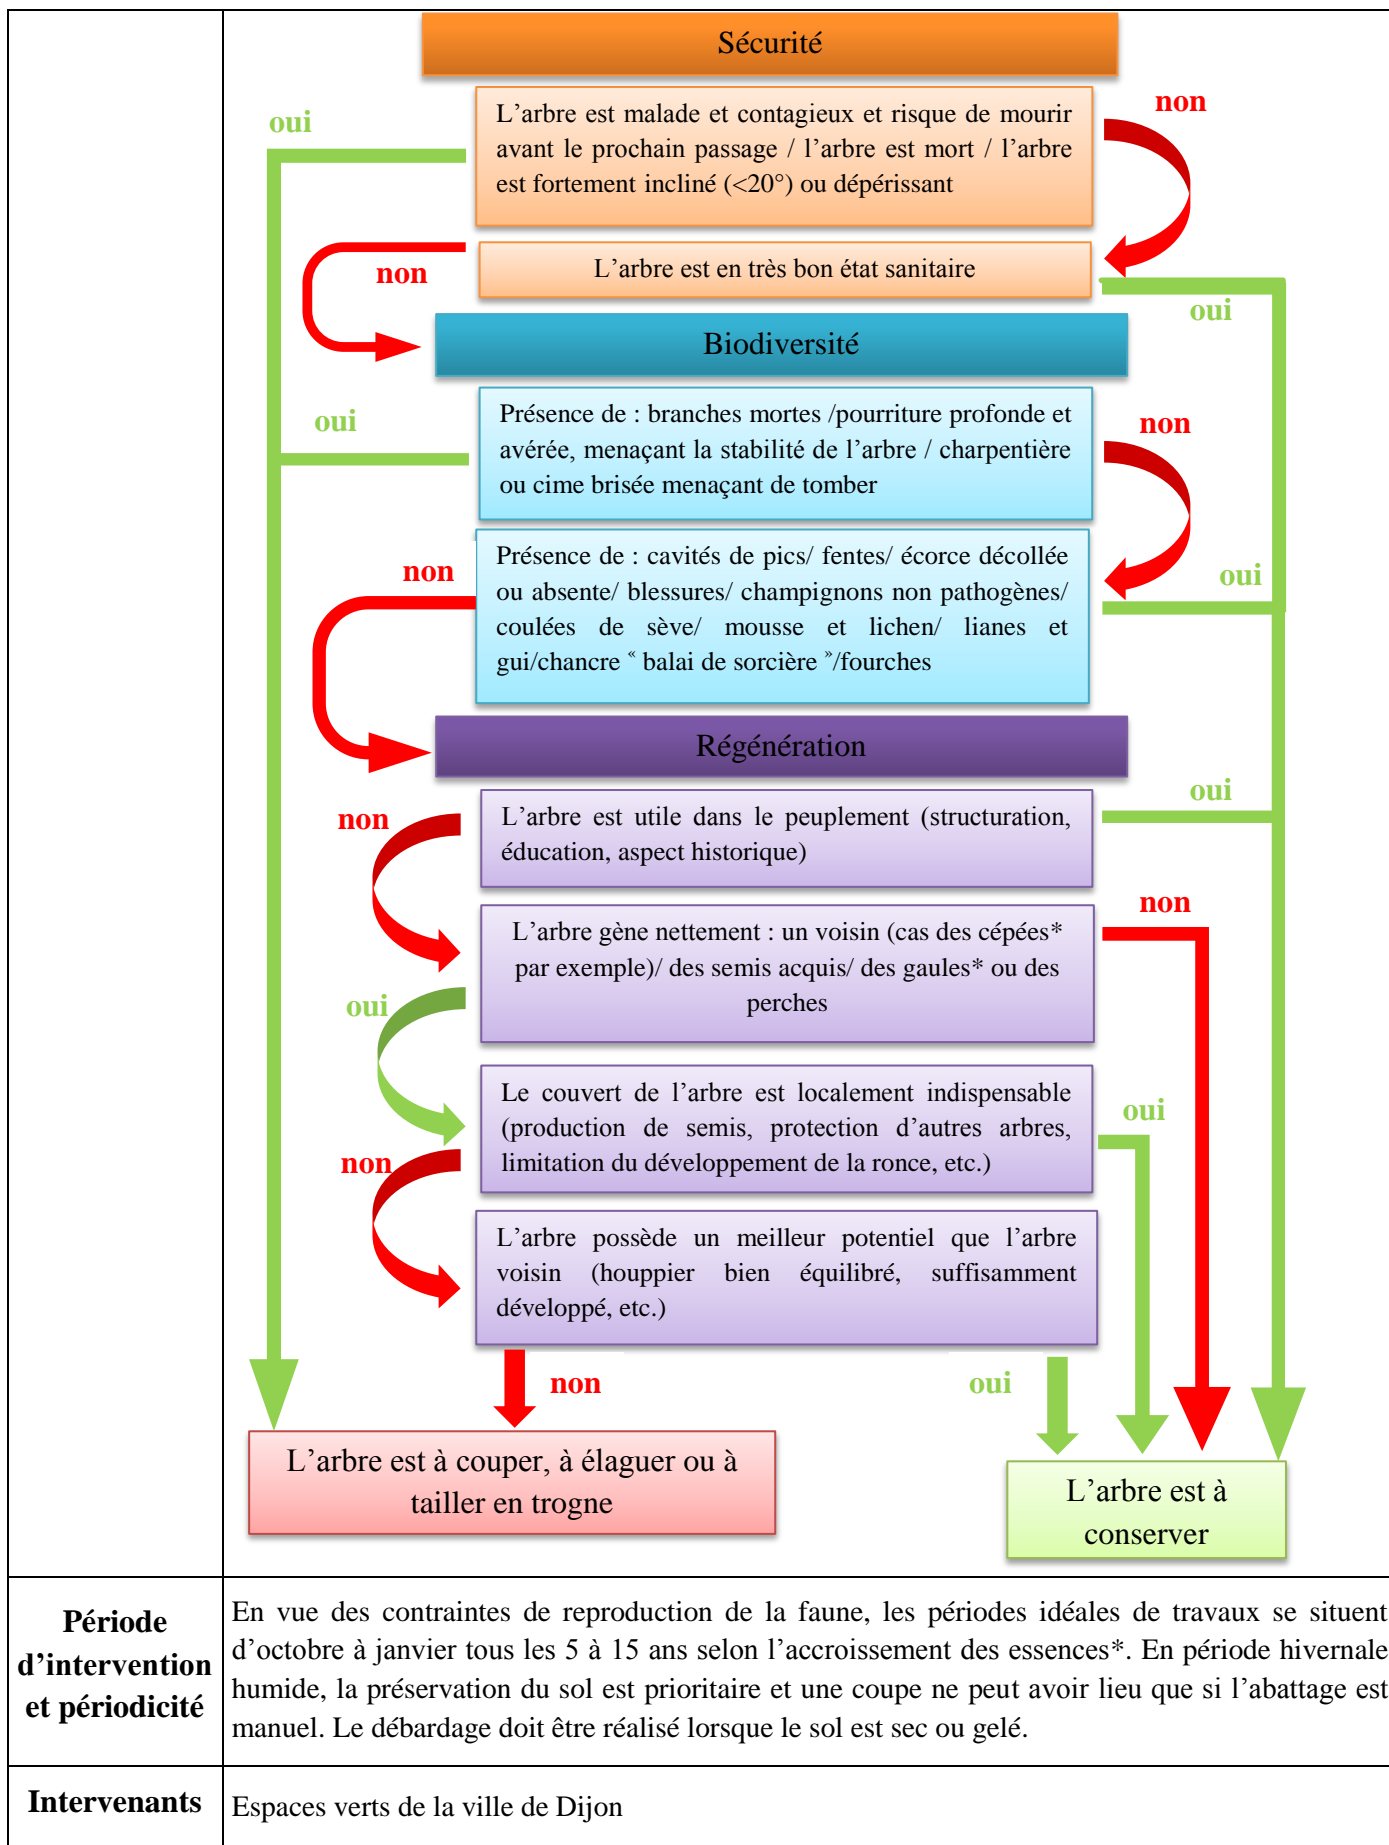 Sécurité
oui
non
L’arbre est malade et contagieux et risque de mourir
avant le prochain passage / l’arbre est mort / l’arbre
est fortement incliné (<20°) ou dépérissant
non
L’arbre est en très bon état sanitaire
oui
Biodiversité
oui
non
Présence de : branches mortes /pourriture profonde et
avérée, menaçant la stabilité de l’arbre / charpentière
ou cime brisée menaçant de tomber
non
oui
Présence de : cavités de pics/ fentes/ écorce décollée
ou absente/ blessures/ champignons non pathogènes/
coulées de sève/ mousse et lichen/ lianes et
gui/chancre “ balai de sorcière ”/fourches
Régénération
oui
non
L’arbre est utile dans le peuplement (structuration,
éducation, aspect historique)
non
L’arbre gène nettement : un voisin (cas des cépées*
par exemple)/ des semis acquis/ des gaules* ou des
perches
oui
Le couvert de l’arbre est localement indispensable
(production de semis, protection d’autres arbres,
limitation du développement de la ronce, etc.)
oui
non
L’arbre possède un meilleur potentiel que l’arbre
voisin (houppier bien équilibré, suffisamment
développé, etc.)
non
oui
L’arbre est à couper, à élaguer ou à
tailler en trogne
L’arbre est à
conserver
Période
d’intervention
et périodicité
En vue des contraintes de reproduction de la faune, les périodes idéales de travaux se situent
d’octobre à janvier tous les 5 à 15 ans selon l’accroissement des essences*. En période hivernale
humide, la préservation du sol est prioritaire et une coupe ne peut avoir lieu que si l’abattage est
manuel. Le débardage doit être réalisé lorsque le sol est sec ou gelé.
Intervenants
Espaces verts de la ville de Dijon